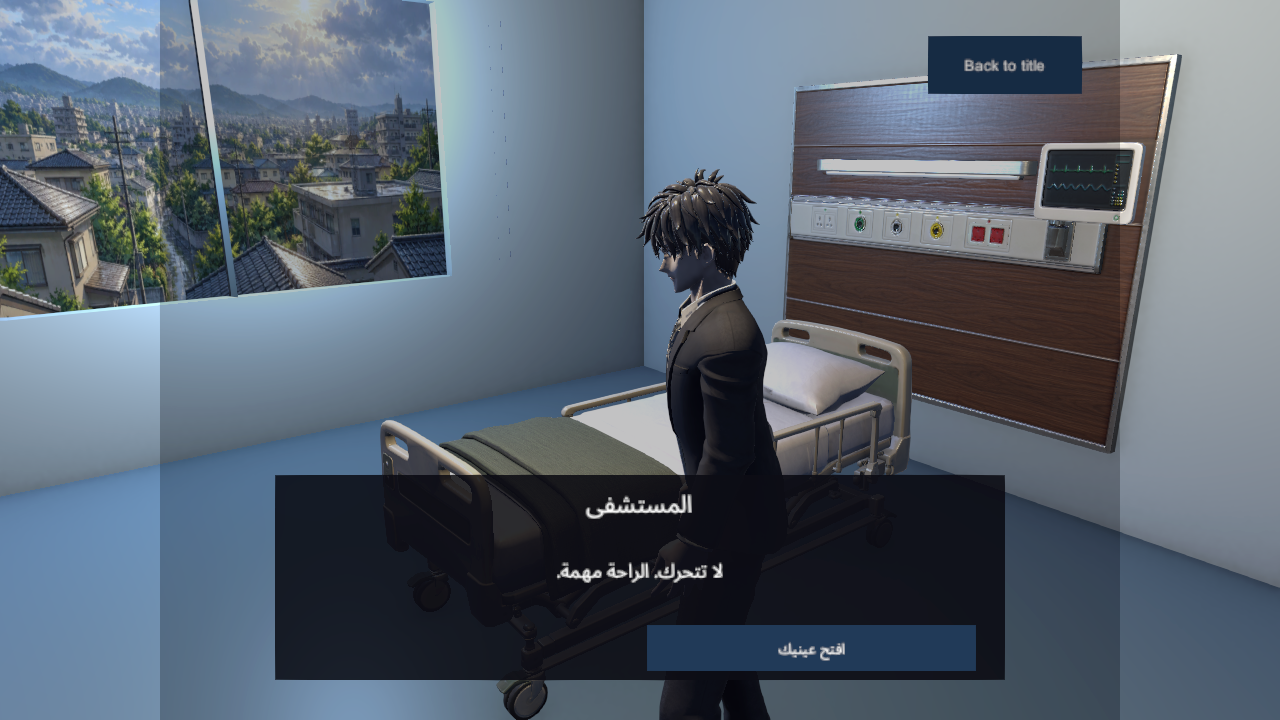 Back to title
المستشفى
لا تتحرك. الراحة مهمة.
افتح عينيك